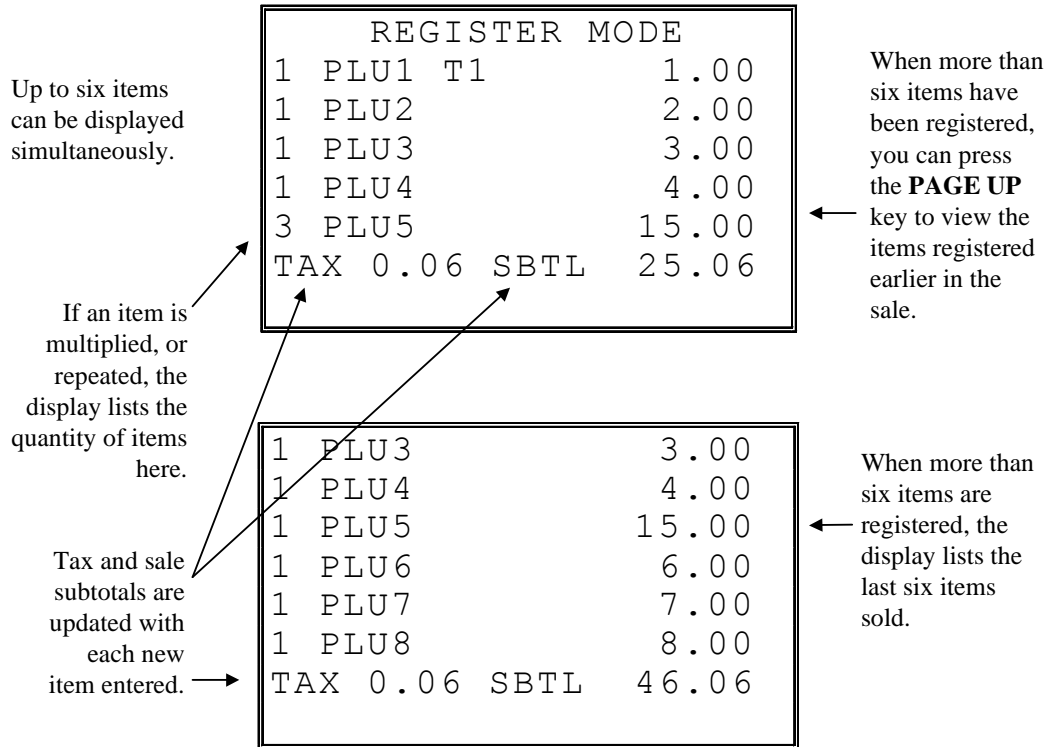 REGISTER MODE
1 PLU1 T1 1.00
1 PLU2 2.00
1 PLU3 3.00
1 PLU4 4.00
3 PLU5 15.00
TAX 0.06 SBTL 25.06
Up to six items
can be displayed
simultaneously.
When more than
six items have
been registered,
you can press
the PAGE UP
key to view the
items registered
earlier in the
sale.
If an item is
multiplied, or
repeated, the
display lists the
quantity of items
here.
1 PLU3 3.00
1 PLU4 4.00
1 PLU5 15.00
1 PLU6 6.00
1 PLU7 7.00
1 PLU8 8.00
TAX 0.06 SBTL 46.06
When more than
six items are
registered, the
display lists the
last six items
sold.
Tax and sale
subtotals are
updated with
each new
item entered.